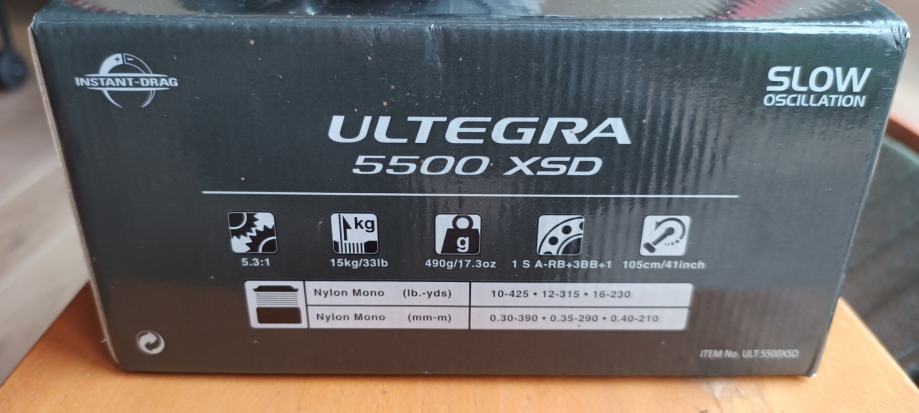 INSTANT-DRAG
SLOW
OSCILLATION
ULTEGRA
5500 XSD
kg
g
5.3:1
15kg/33lb
490g/17.3oz
1 S A-RB+3BB+1
105cm/41inch
Nylon Mono (lb.-yds) 10-425 • 12-315 • 16-230
Nylon Mono (mm-m) 0.30-390 • 0.35-290 • 0.40-210
ITEM No. ULT-5500XSD